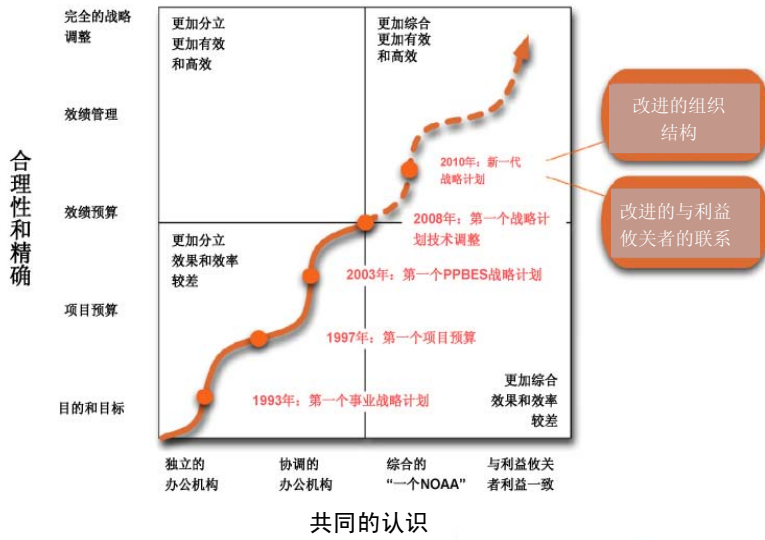 完全的战略
调整
效绩管理
合理性和精确
效绩预算
项目预算
目的和目标
更加分立
更加有效
和高效
更加综合
更加有效
和高效
改进的组织
结构
2010年：新一代
战略计划
改进的与利益
攸关者的联系
2008年：第一个战略计
划技术调整
更加分立
效果和效率
较差
2003年：第一个PPBES战略计划
1997年：第一个项目预算
1993年：第一个事业战略计划
更加综合
效果和效率
较差
独立的
办公机构
协调的
办公机构
综合的
“一个NOAA”
与利益攸关
者利益一致
共同的认识